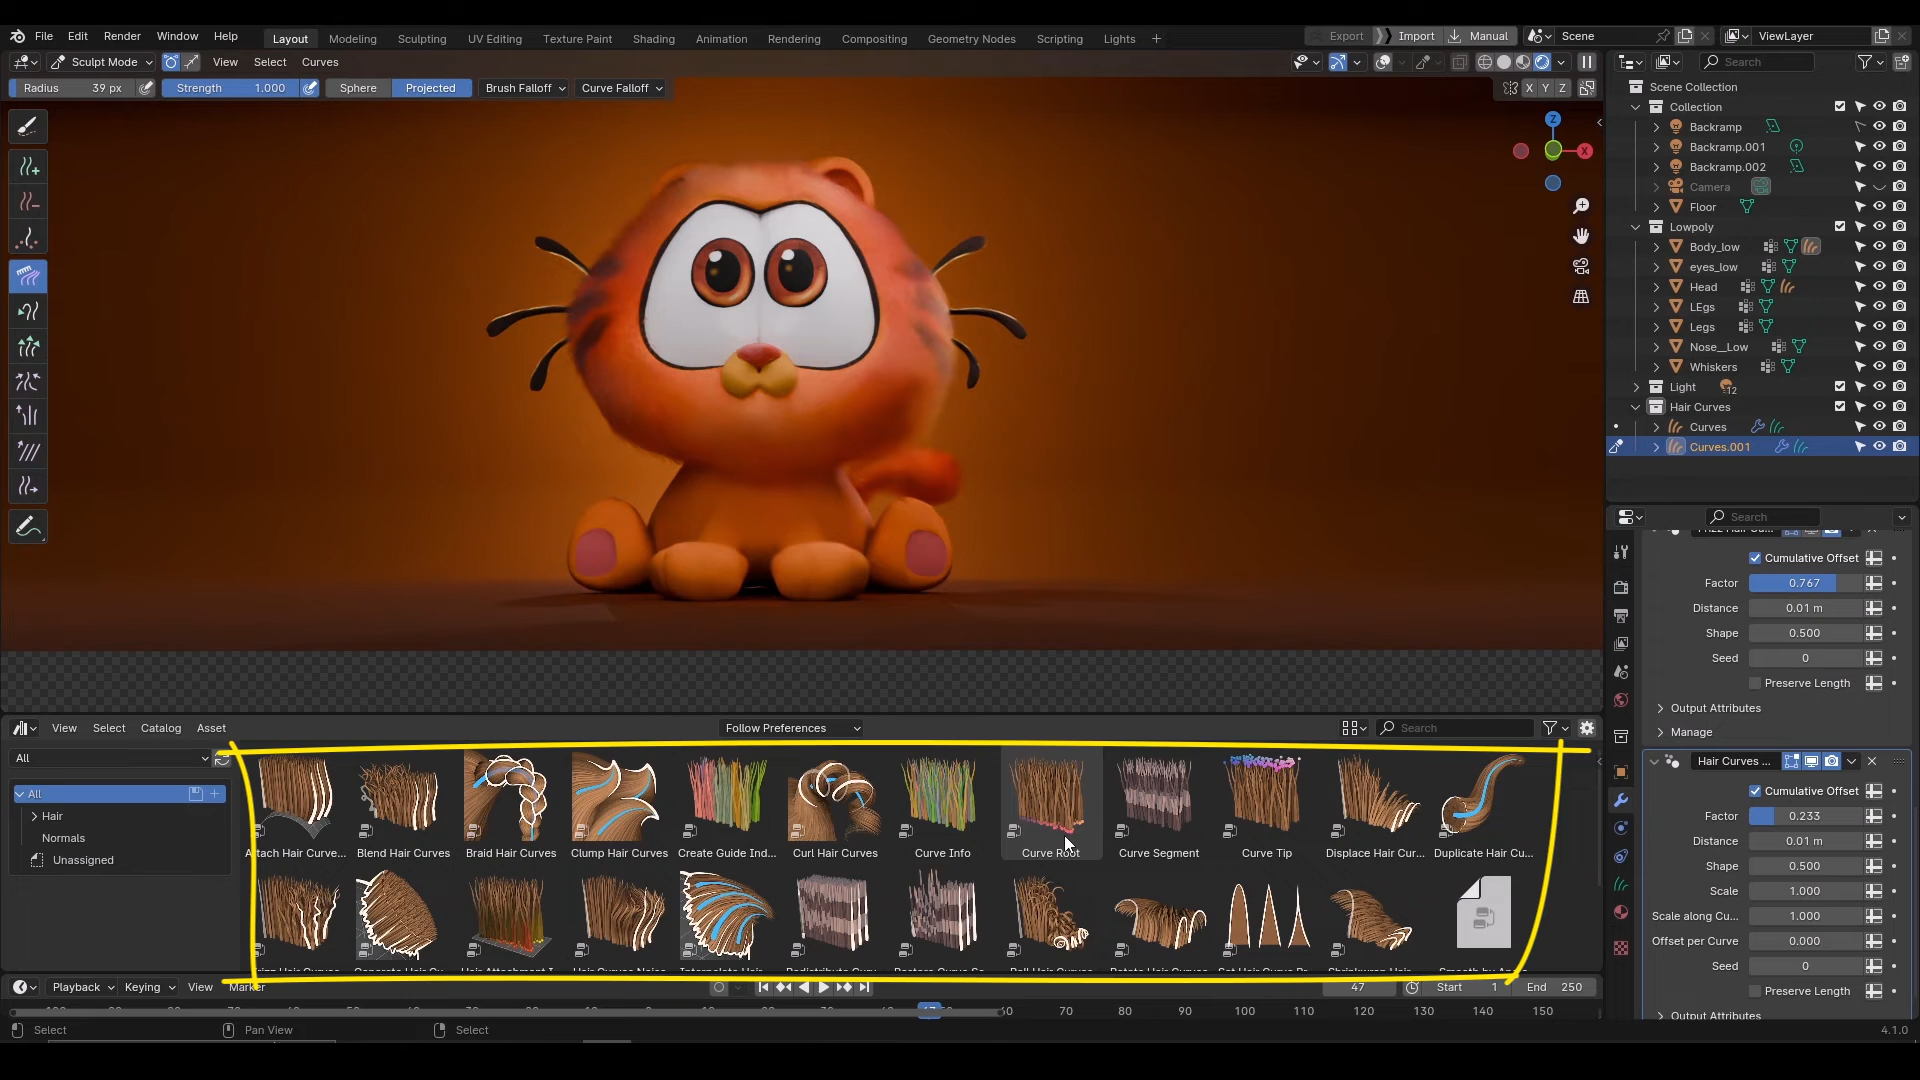 File Edit Render Window Help Layout Modeling Sculpting UV Editing Texture Paint Shading Animation Rendering Compositing Geometry Nodes Scripting Lights + Export Import Manual Scene ViewLayer
Sculpt Mode View Select Curves Search
Radius 39 px Strength 1.000 Sphere Projected Brush Falloff Curve Falloff X Y Z
Z
X
Scene Collection
Collection
Backramp
Backramp.001
Backramp.002
Camera
Floor
Lowpoly
Body_low
eyes_low
Head
LEgs
Legs
Nose__Low
Whiskers
Light 12
Hair Curves
Curves
Curves.001
Search
Cumulative Offset
Factor 0.767
Distance 0.01 m
Shape 0.500
Seed 0
Preserve Length
Output Attributes
Manage
Hair Curves ...
Cumulative Offset
Factor 0.233
Distance 0.01 m
Shape 0.500
Scale 1.000
Scale along Cu... 1.000
Offset per Curve 0.000
Seed 0
Preserve Length
Output Attributes
View Select Catalog Asset Follow Preferences Search
All
All
Hair
Normals
Unassigned
Attach Hair Curve... Blend Hair Curves Braid Hair Curves Clump Hair Curves Create Guide Ind... Curl Hair Curves Curve Info Curve Root Curve Segment Curve Tip Displace Hair Cur... Duplicate Hair Cu...
Playback Keying View Marker 47 Start 1 End 250
47 60 70 80 90 100 110 120 130 140 150
Select Pan View Select 4.1.0